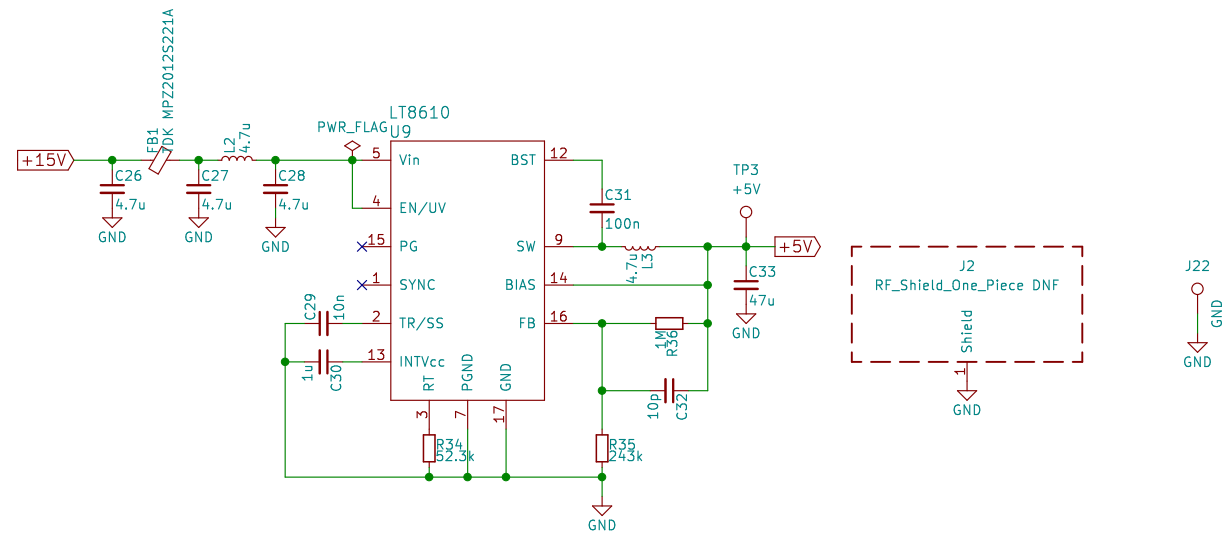 TDK MPZ2012S221A
FB1
+15V
C26
4.7u
GND
C27
4.7u
GND
L2
4.7u
C28
4.7u
GND
PWR_FLAG
LT8610
U9
5
Vin
4
EN/UV
15
PG
1
SYNC
2
TR/SS
13
INTVcc
12
BST
9
SW
14
BIAS
16
FB
3
RT
7
PGND
17
GND
C29
10n
1u
C30
R34
52.3k
C31
100n
4.7u
L3
TP3
+5V
+5V
C33
47u
GND
1M
R36
10p
C32
R35
243k
GND
J2
RF_Shield_One_Piece DNF
Shield
1
GND
J22
GND
GND